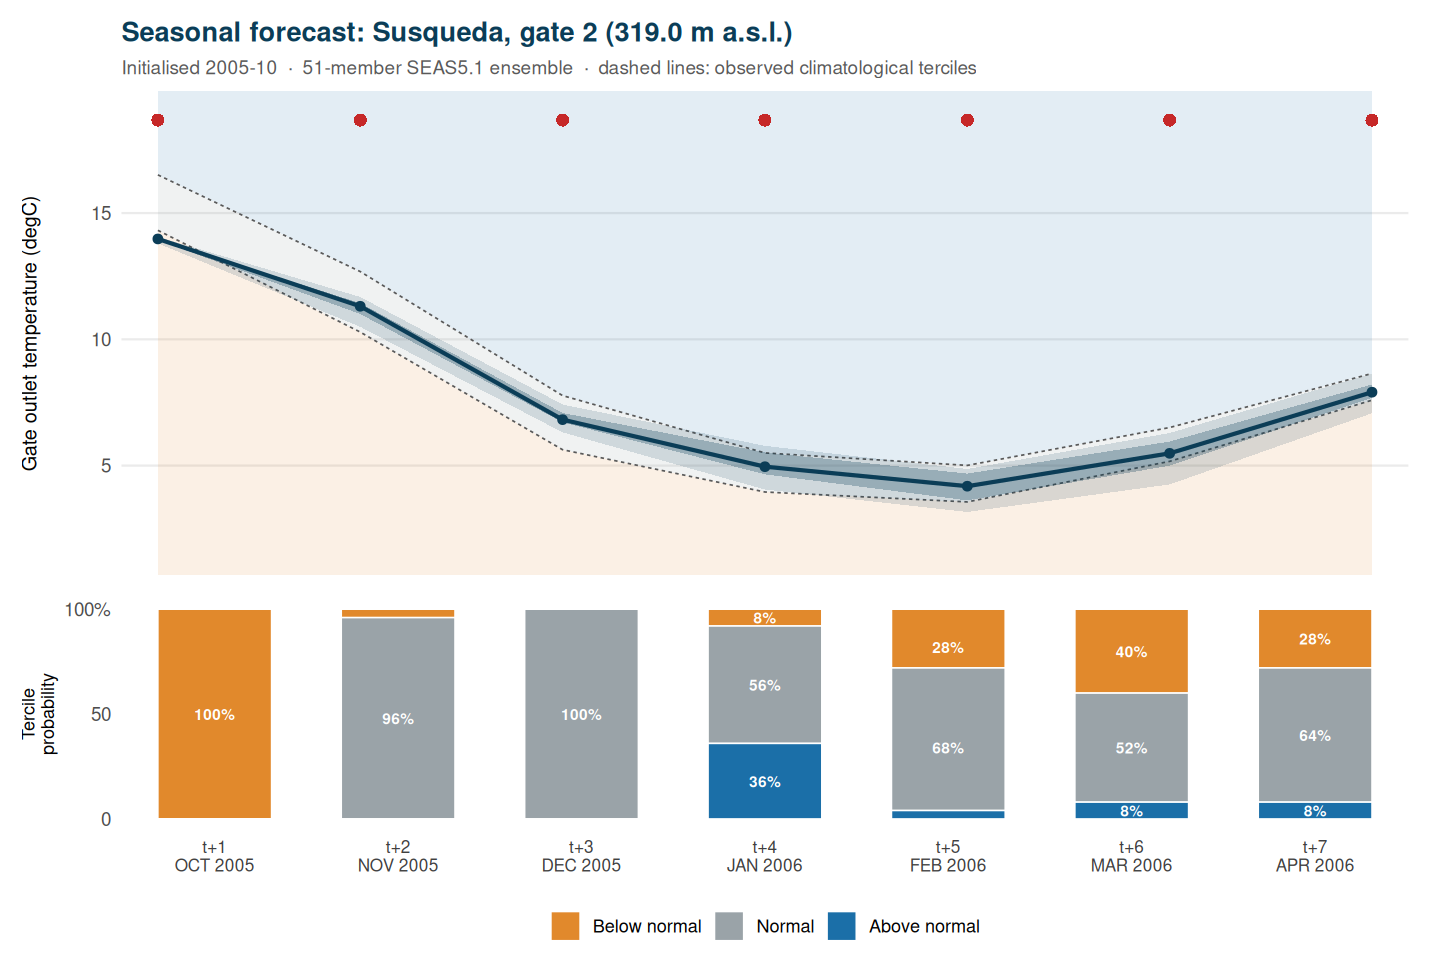 Seasonal forecast: Susqueda, gate 2 (319.0 m a.s.l.)
Initialised 2005-10 · 51-member SEAS5.1 ensemble · dashed lines: observed climatological terciles
Gate outlet temperature (degC)
15
10
5
Tercile
probability
100%
50
0
100%
96%
100%
8%
56%
36%
28%
68%
40%
52%
8%
28%
64%
8%
t+1
OCT 2005
t+2
NOV 2005
t+3
DEC 2005
t+4
JAN 2006
t+5
FEB 2006
t+6
MAR 2006
t+7
APR 2006
Below normal
Normal
Above normal